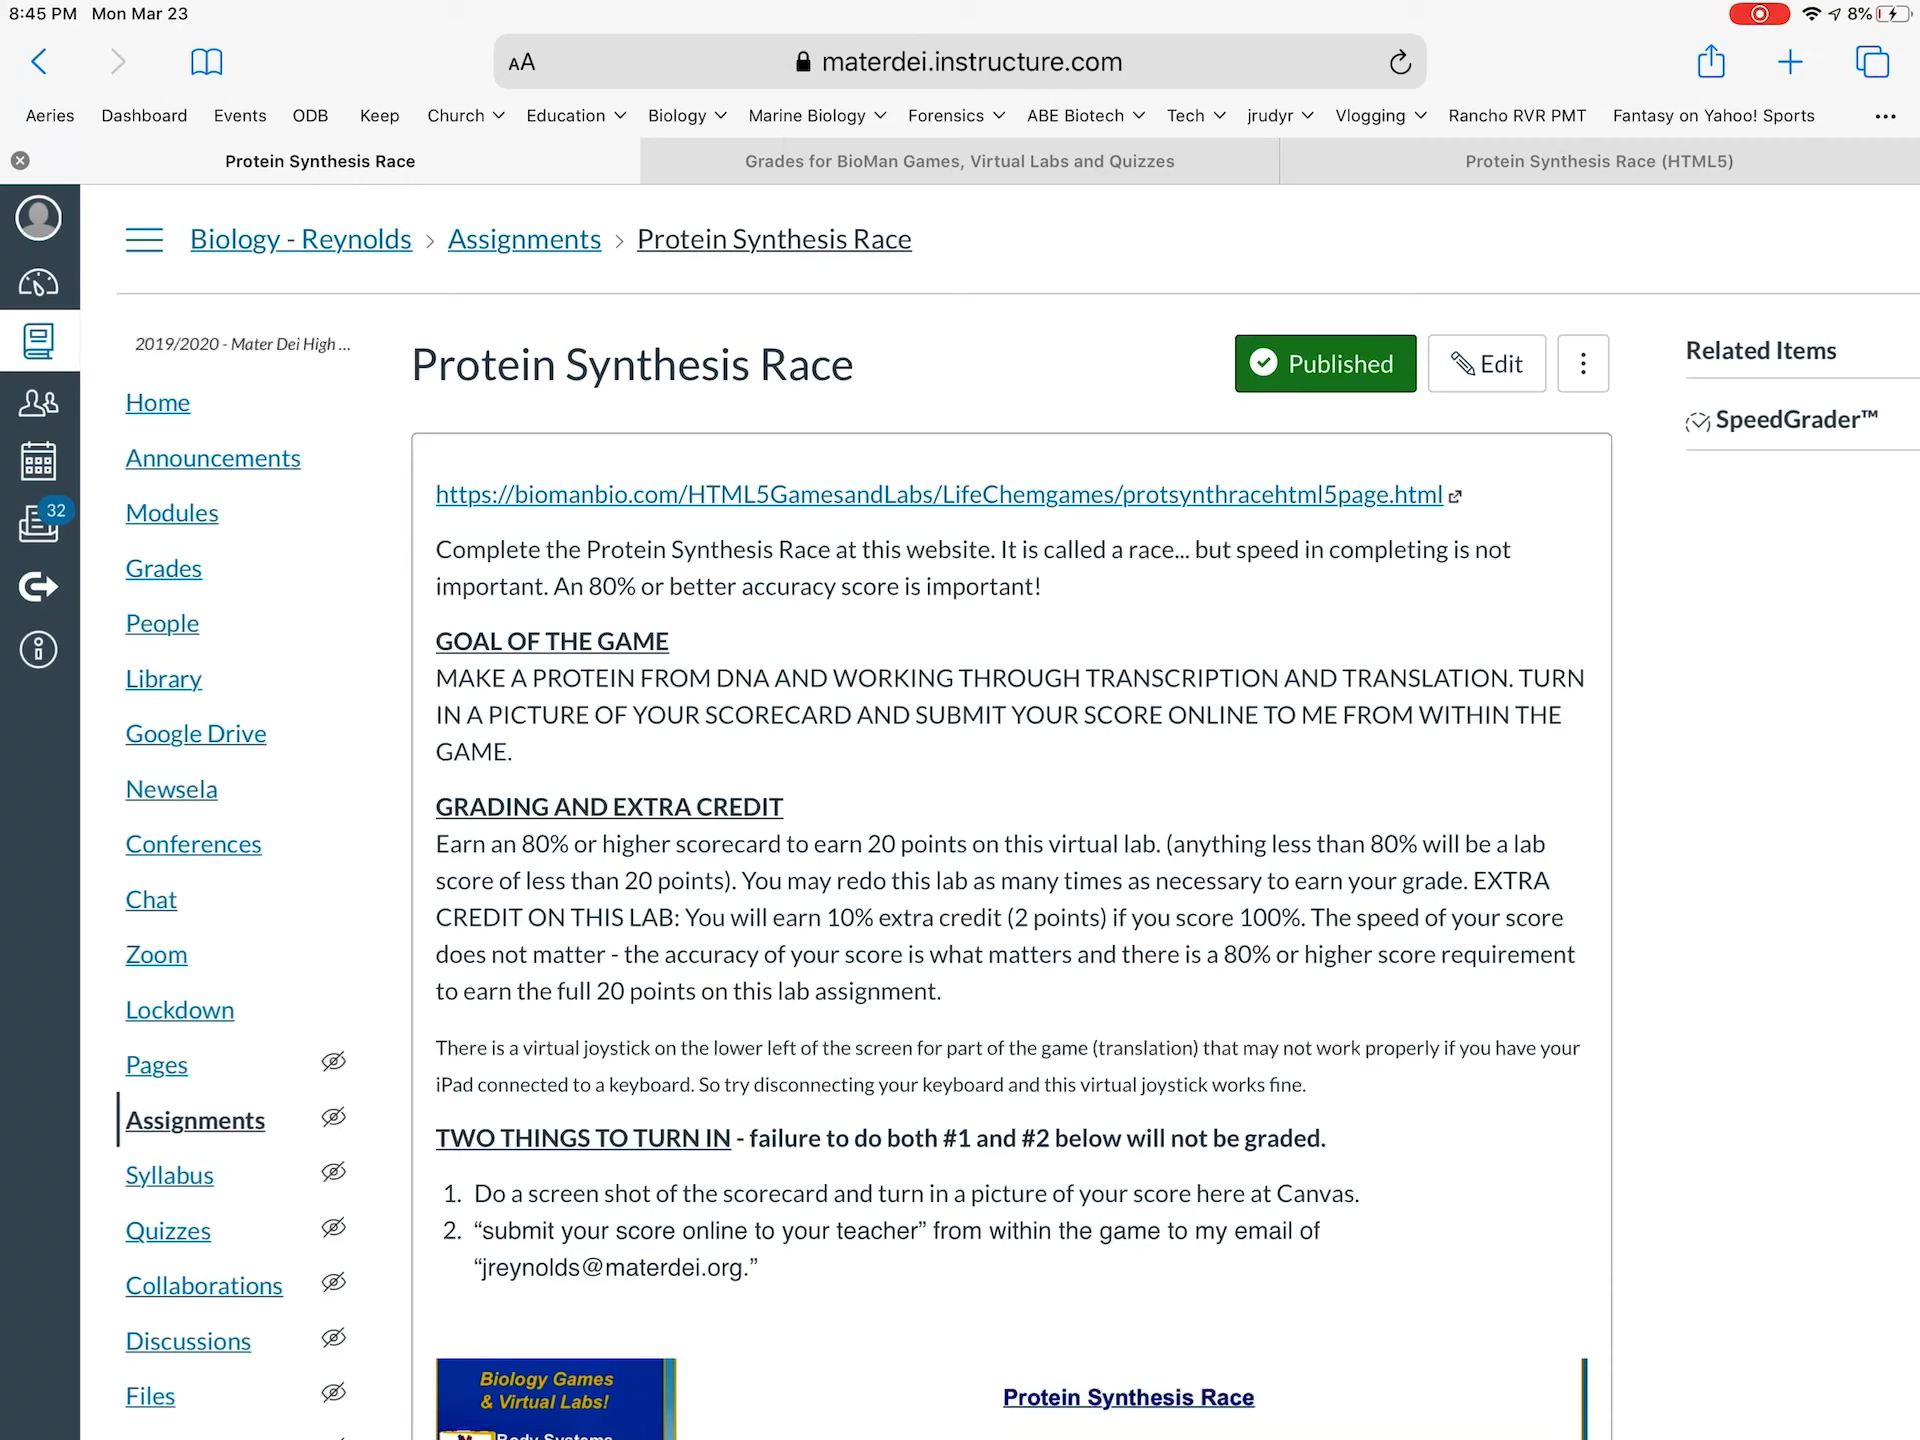 8:45 PM Mon Mar 23
8%
AA materdei.instructure.com
Aeries Dashboard Events ODB Keep Church Education Biology Marine Biology Forensics ABE Biotech Tech jrudyr Vlogging Rancho RVR PMT Fantasy on Yahoo! Sports
Protein Synthesis Race Grades for BioMan Games, Virtual Labs and Quizzes Protein Synthesis Race (HTML5)
Biology - Reynolds > Assignments > Protein Synthesis Race
32
2019/2020 - Mater Dei High ...
Home
Announcements
Modules
Grades
People
Library
Google Drive
Newsela
Conferences
Chat
Zoom
Lockdown
Pages
Assignments
Syllabus
Quizzes
Collaborations
Discussions
Files
Protein Synthesis Race
Published Edit
https://biomanbio.com/HTML5GamesandLabs/LifeChemgames/protsynthracehtml5page.html
Complete the Protein Synthesis Race at this website. It is called a race... but speed in completing is not
important. An 80% or better accuracy score is important!
GOAL OF THE GAME
MAKE A PROTEIN FROM DNA AND WORKING THROUGH TRANSCRIPTION AND TRANSLATION. TURN
IN A PICTURE OF YOUR SCORECARD AND SUBMIT YOUR SCORE ONLINE TO ME FROM WITHIN THE
GAME.
GRADING AND EXTRA CREDIT
Earn an 80% or higher scorecard to earn 20 points on this virtual lab. (anything less than 80% will be a lab
score of less than 20 points). You may redo this lab as many times as necessary to earn your grade. EXTRA
CREDIT ON THIS LAB: You will earn 10% extra credit (2 points) if you score 100%. The speed of your score
does not matter - the accuracy of your score is what matters and there is a 80% or higher score requirement
to earn the full 20 points on this lab assignment.
There is a virtual joystick on the lower left of the screen for part of the game (translation) that may not work properly if you have your
iPad connected to a keyboard. So try disconnecting your keyboard and this virtual joystick works fine.
TWO THINGS TO TURN IN - failure to do both #1 and #2 below will not be graded.
1. Do a screen shot of the scorecard and turn in a picture of your score here at Canvas.
2. “submit your score online to your teacher” from within the game to my email of
“jreynolds@materdei.org.”
Biology Games
& Virtual Labs!
Body Systems
Protein Synthesis Race
Related Items
SpeedGrader™